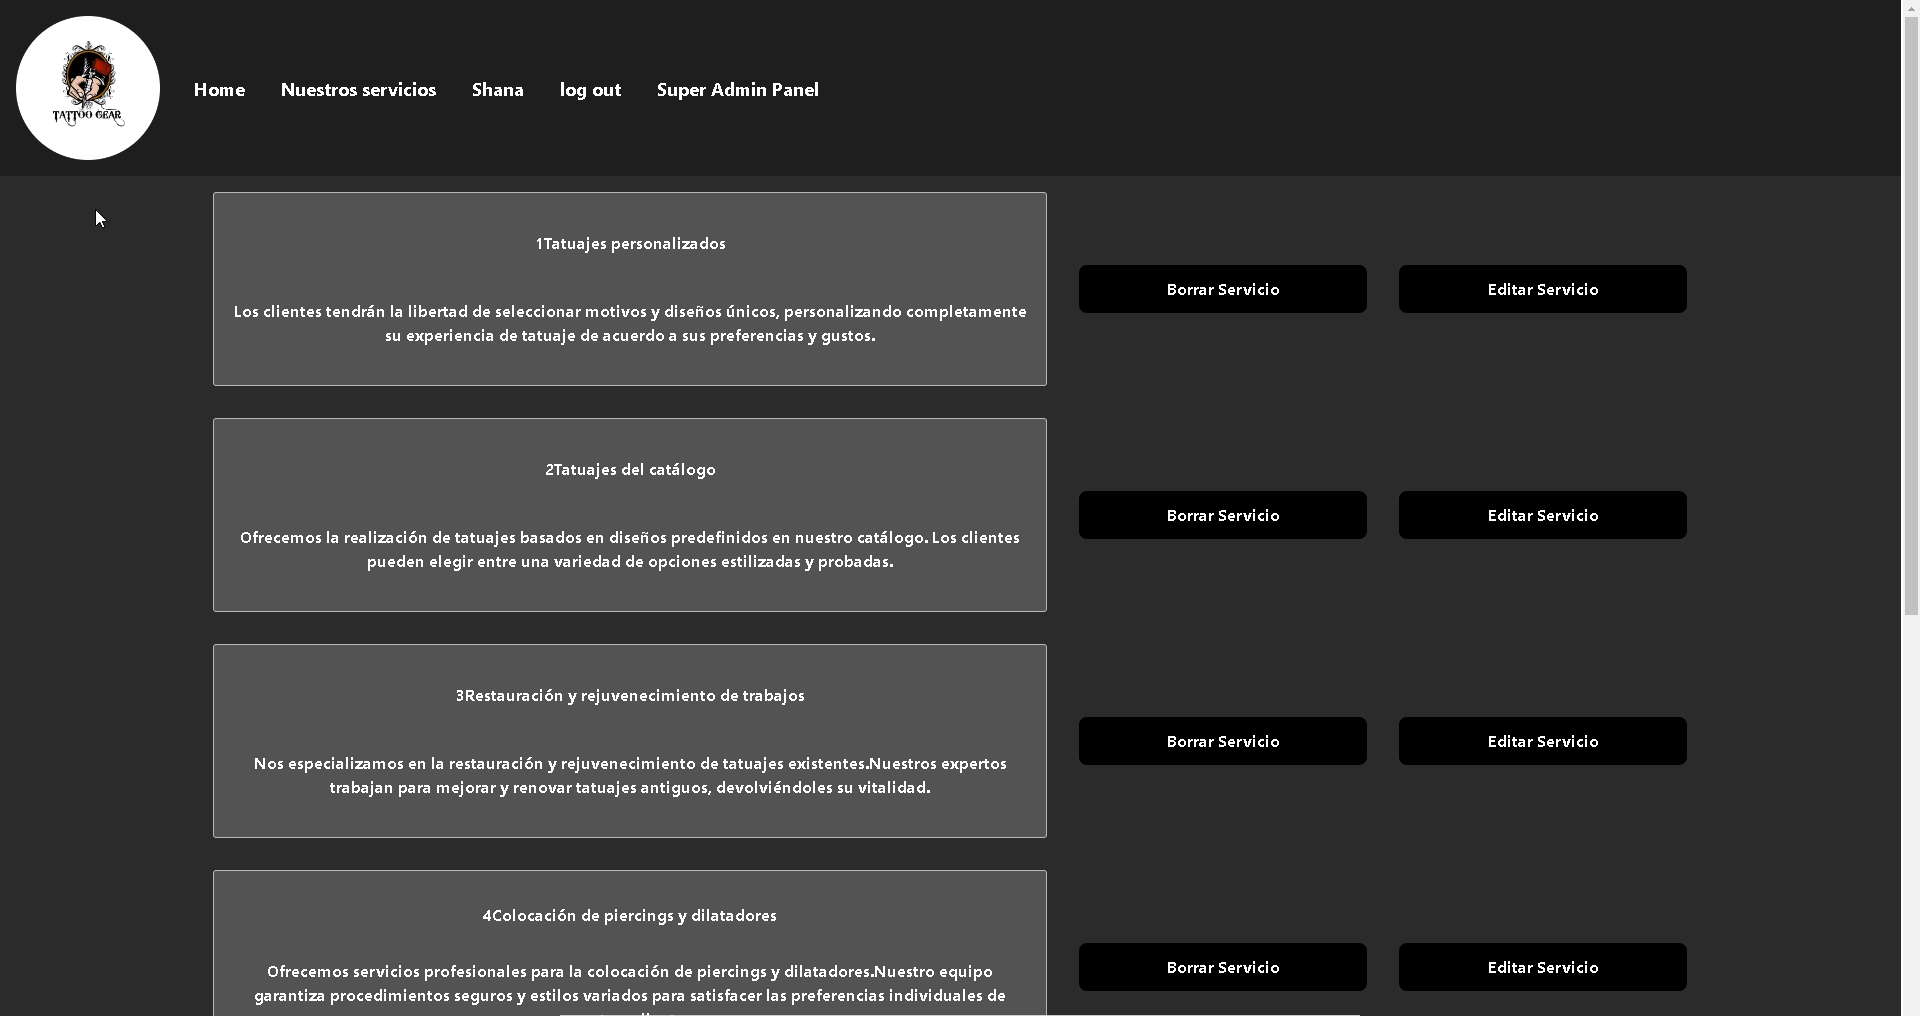 TATTOO GEAR
Home
Nuestros servicios
Shana
log out
Super Admin Panel
1Tatuajes personalizados
Los clientes tendrán la libertad de seleccionar motivos y diseños únicos, personalizando completamente
su experiencia de tatuaje de acuerdo a sus preferencias y gustos.
Borrar Servicio
Editar Servicio
2Tatuajes del catálogo
Ofrecemos la realización de tatuajes basados en diseños predefinidos en nuestro catálogo. Los clientes
pueden elegir entre una variedad de opciones estilizadas y probadas.
Borrar Servicio
Editar Servicio
3Restauración y rejuvenecimiento de trabajos
Nos especializamos en la restauración y rejuvenecimiento de tatuajes existentes.Nuestros expertos
trabajan para mejorar y renovar tatuajes antiguos, devolviéndoles su vitalidad.
Borrar Servicio
Editar Servicio
4Colocación de piercings y dilatadores
Ofrecemos servicios profesionales para la colocación de piercings y dilatadores.Nuestro equipo
garantiza procedimientos seguros y estilos variados para satisfacer las preferencias individuales de
Borrar Servicio
Editar Servicio